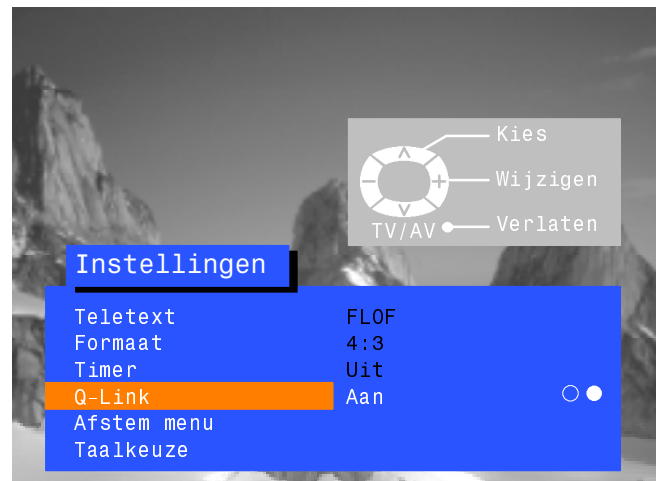 Kies
Wijzigen
TV/AV Verlaten
Instellingen
Teletext FLOF
Formaat 4:3
Timer Uit
Q-Link Aan
Afstem menu
Taalkeuze